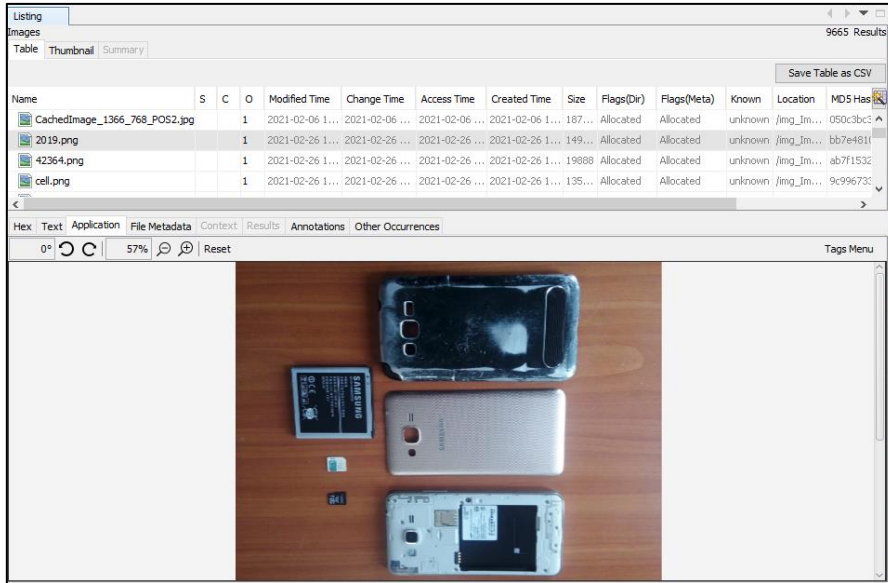 Listing
Images 9665 Results
Table Thumbnail Summary
Save Table as CSV
Name S C O Modified Time Change Time Access Time Created Time Size Flags(Dir) Flags(Meta) Known Location MD5 Has
CachedImage_1366_768_POS2.jpg 1 2021-02-06 1... 2021-02-06 ... 2021-02-06 ... 2021-02-06 1... 187... Allocated Allocated unknown /img_Im... 050c3bc3
2019.png 1 2021-02-26 1... 2021-02-26 ... 2021-02-26 ... 2021-02-26 1... 149... Allocated Allocated unknown /img_Im... bb7e4810
42364.png 1 2021-02-26 1... 2021-02-26 ... 2021-02-26 ... 2021-02-26 1... 19888 Allocated Allocated unknown /img_Im... ab7f1532
cell.png 1 2021-02-26 1... 2021-02-26 ... 2021-02-26 ... 2021-02-26 1... 135... Allocated Allocated unknown /img_Im... 9c996733
Hex Text Application File Metadata Context Results Annotations Other Occurrences
0° 57% Reset Tags Menu
SAMSUNG
SAMSUNG